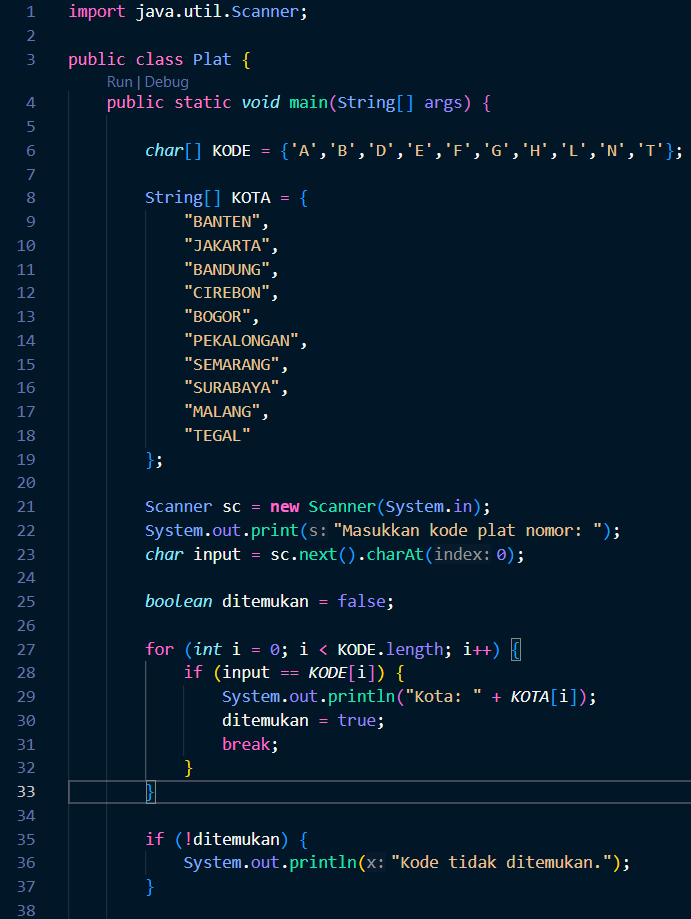 1 import java.util.Scanner;
2
3 public class Plat {
Run | Debug
4 public static void main(String[] args) {
5
6 char[] KODE = {'A','B','D','E','F','G','H','L','N','T'};
7
8 String[] KOTA = {
9 "BANTEN",
10 "JAKARTA",
11 "BANDUNG",
12 "CIREBON",
13 "BOGOR",
14 "PEKALONGAN",
15 "SEMARANG",
16 "SURABAYA",
17 "MALANG",
18 "TEGAL"
19 };
20
21 Scanner sc = new Scanner(System.in);
22 System.out.print(s: "Masukkan kode plat nomor: ");
23 char input = sc.next().charAt(index: 0);
24
25 boolean ditemukan = false;
26
27 for (int i = 0; i < KODE.length; i++) {
28 if (input == KODE[i]) {
29 System.out.println("Kota: " + KOTA[i]);
30 ditemukan = true;
31 break;
32 }
33 }
34
35 if (!ditemukan) {
36 System.out.println(x: "Kode tidak ditemukan.");
37 }
38